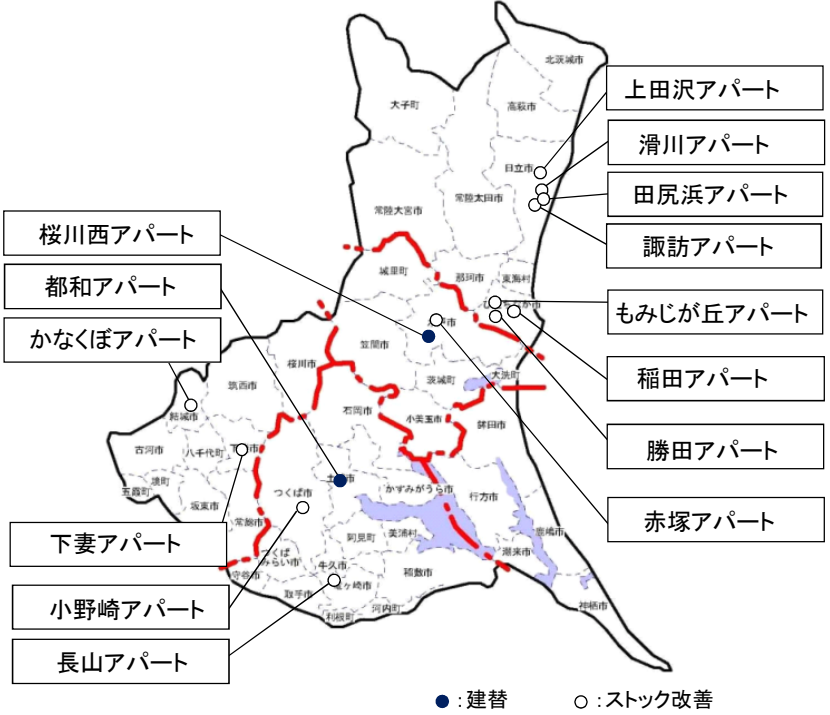 北茨城市
上田沢アパート
大子町
高萩市
滑川アパート
日立市
田尻浜アパート
常陸太田市
常陸大宮市
諏訪アパート
桜川西アパート
城里町
那珂市
東海村
都和アパート
もみじが丘アパート
かなくぼアパート
笠間市
桜川市
稲田アパート
筑西市
茨城町
大洗町
結城市
石岡市
小美玉市
鉾田市
勝田アパート
古河市
八千代町
境町
五霞町
つくば市
かすみがうら市
行方市
坂東市
赤塚アパート
常総市
鹿嶋市
下妻アパート
阿見町
美浦村
潮来市
つくば
みらい市
牛久市
守谷市
稲敷市
小野崎アパート
取手市
龍ヶ崎市
河内町
神栖市
利根町
長山アパート
●:建替
○:ストック改善